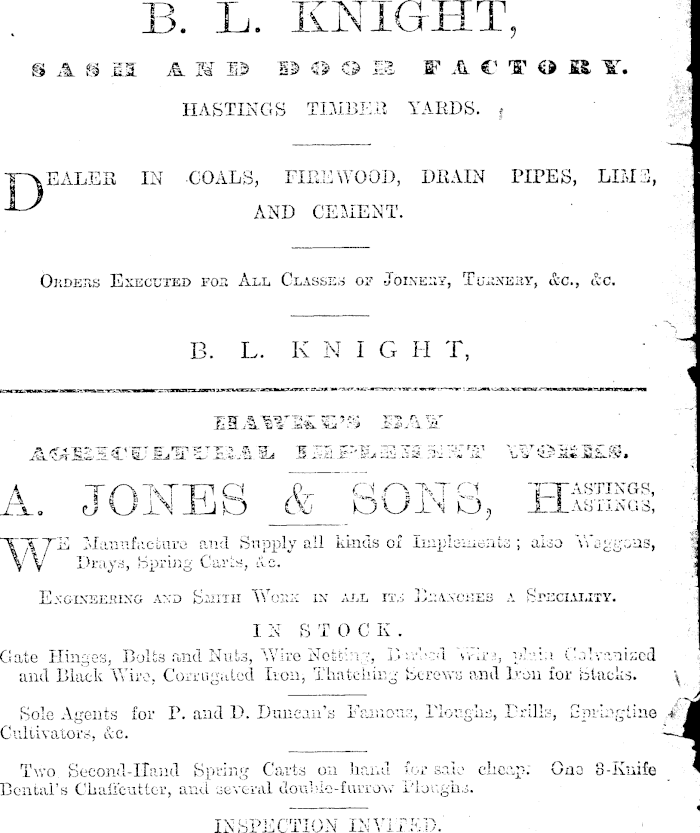 B. L. KNIGHT,
SASH AND DOOR FACTORY.
HASTINGS TIMBER YARDS.
DEALER IN COALS, FIREWOOD, DRAIN PIPES, LIME,
AND CEMENT.
ORDERS EXECUTED FOR ALL CLASSES OF JOINERY, TURNERY, &c., &c.
B. L. KNIGHT,
HAWKE'S BAY
AGRICULTURAL IMPLEMENT WORKS.
A. JONES & SONS, HASTINGS,
HASTINGS,
WE Manufacture and Supply all kinds of Implements; also Waggons,
Drays, Spring Carts, &c.
ENGINEERING AND SMITH WORK IN ALL ITS BRANCHES A SPECIALITY.
IN STOCK.
Gate Hinges, Bolts and Nuts, Wire Netting, Barbed Wire, plain Galvanized
and Black Wire, Corrugated Iron, Thatching Screws and Iron for Stacks.
Sole Agents for P. and D. Duncan's Famous, Ploughs, Drills, Springtine
Cultivators, &c.
Two Second-Hand Spring Carts on hand for sale cheap. One 3-Knife
Bental's Chaffcutter, and several double-furrow Ploughs.
INSPECTION INVITED.